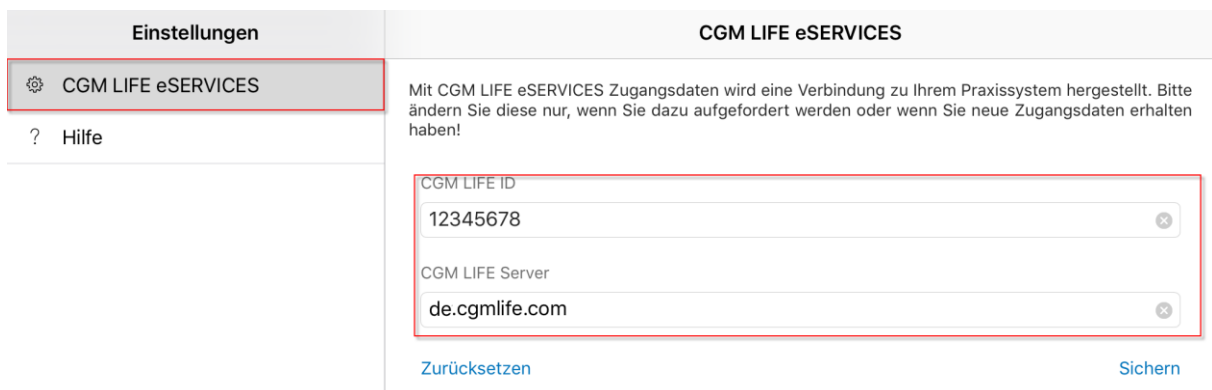 Einstellungen
CGM LIFE eSERVICES
? Hilfe
CGM LIFE eSERVICES
Mit CGM LIFE eSERVICES Zugangsdaten wird eine Verbindung zu Ihrem Praxissystem hergestellt. Bitte
ändern Sie diese nur, wenn Sie dazu aufgefordert werden oder wenn Sie neue Zugangsdaten erhalten
haben!
CGM LIFE ID
12345678
CGM LIFE Server
de.cgmlife.com
Zurücksetzen
Sichern